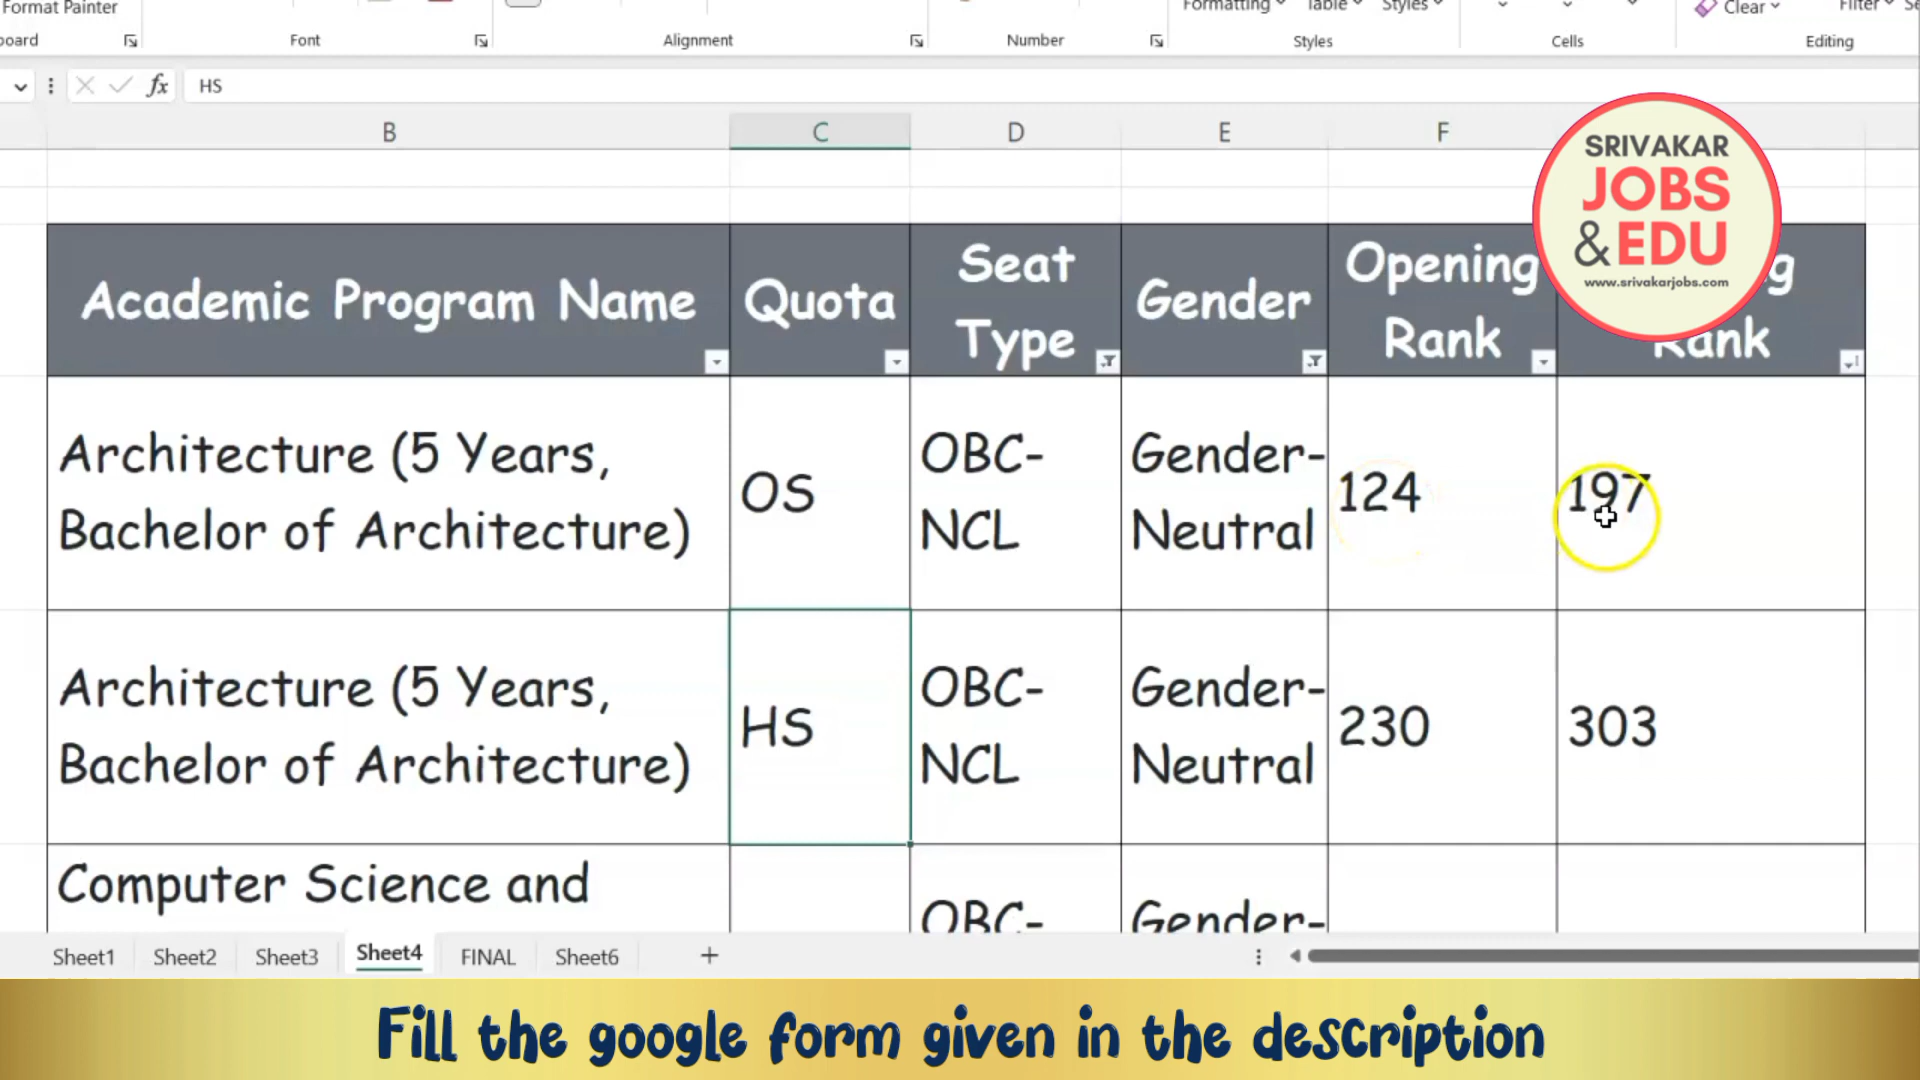 Format Painter
Formatting
Table
Styles
Clear
Filter
Font
Alignment
Number
Styles
Cells
Editing
fx
HS
B
C
D
E
F
SRIVAKAR
JOBS
&EDU
www.srivakarjobs.com
Academic Program Name
Quota
Seat
Type
Gender
Opening
Rank
Rank
Architecture (5 Years,
Bachelor of Architecture)
OS
OBC-
NCL
Gender-
Neutral
124
197
Architecture (5 Years,
Bachelor of Architecture)
HS
OBC-
NCL
Gender-
Neutral
230
303
Computer Science and
OBC-
Gender-
Sheet1
Sheet2
Sheet3
Sheet4
FINAL
Sheet6
Fill the google form given in the description